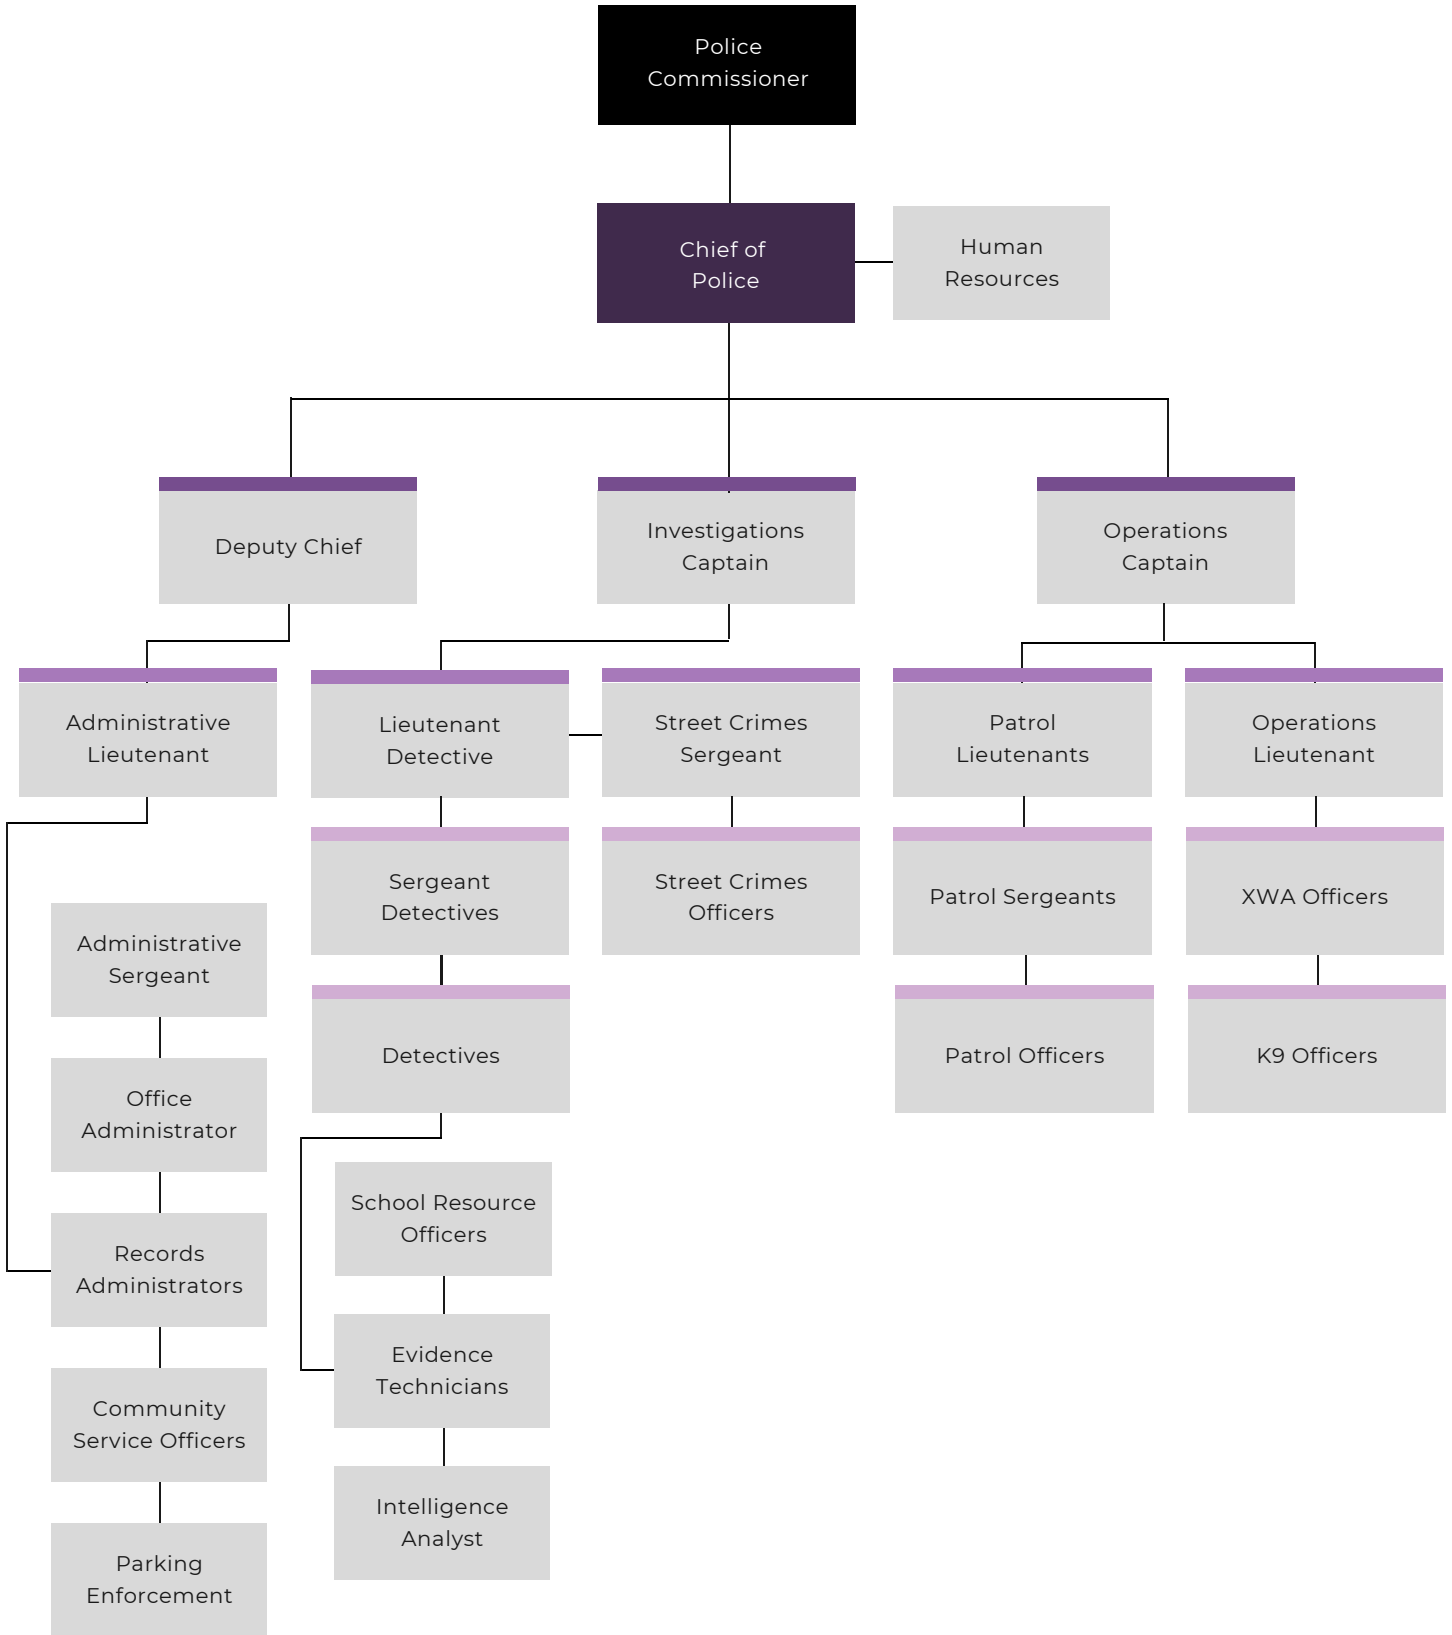 Police
Commissioner
Chief of
Police
Human
Resources
Deputy Chief
Investigations
Captain
Operations
Captain
Administrative
Lieutenant
Lieutenant
Detective
Street Crimes
Sergeant
Patrol
Lieutenants
Operations
Lieutenant
Sergeant
Detectives
Street Crimes
Officers
Patrol Sergeants
XWA Officers
Administrative
Sergeant
Detectives
Patrol Officers
K9 Officers
Office
Administrator
School Resource
Officers
Records
Administrators
Evidence
Technicians
Community
Service Officers
Intelligence
Analyst
Parking
Enforcement